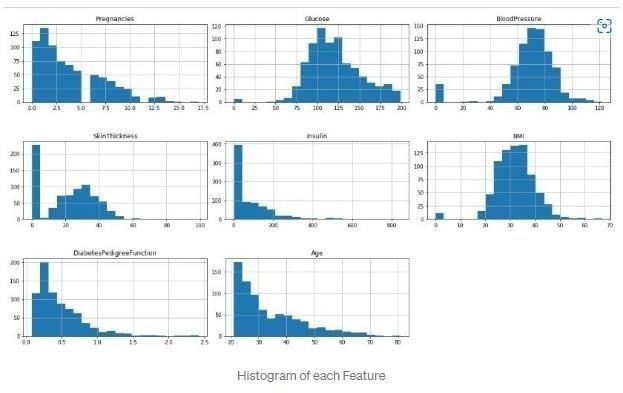 Pregnancies
Glucose
BloodPressure
125
100
75
50
25
0
0.0 2.5 5.0 7.5 10.0 12.5 15.0 17.5
120
100
80
60
40
20
0
0 25 50 75 100 125 150 175 200
150
125
100
75
50
25
0
0 20 40 60 80 100 120
SkinThickness
Insulin
BMI
200
150
100
50
0
0 20 40 60 80 100
400
300
200
100
0
0 200 400 600 800
125
100
75
50
25
0
0 10 20 30 40 50 60 70
DiabetesPedigreeFunction
Age
200
150
100
50
0
0.0 0.5 1.0 1.5 2.0 2.5
150
100
50
0
20 30 40 50 60 70 80
Histogram of each Feature